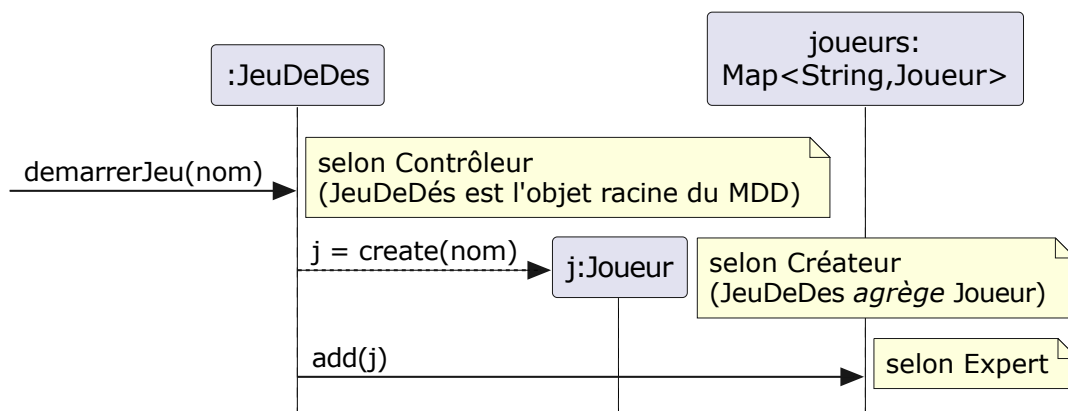 :JeuDeDes
joueurs:
Map<String,Joueur>
demarrerJeu(nom)
selon Contrôleur
(JeuDeDés est l'objet racine du MDD)
j = create(nom)
j:Joueur
selon Créateur
(JeuDeDes agrège Joueur)
add(j)
selon Expert